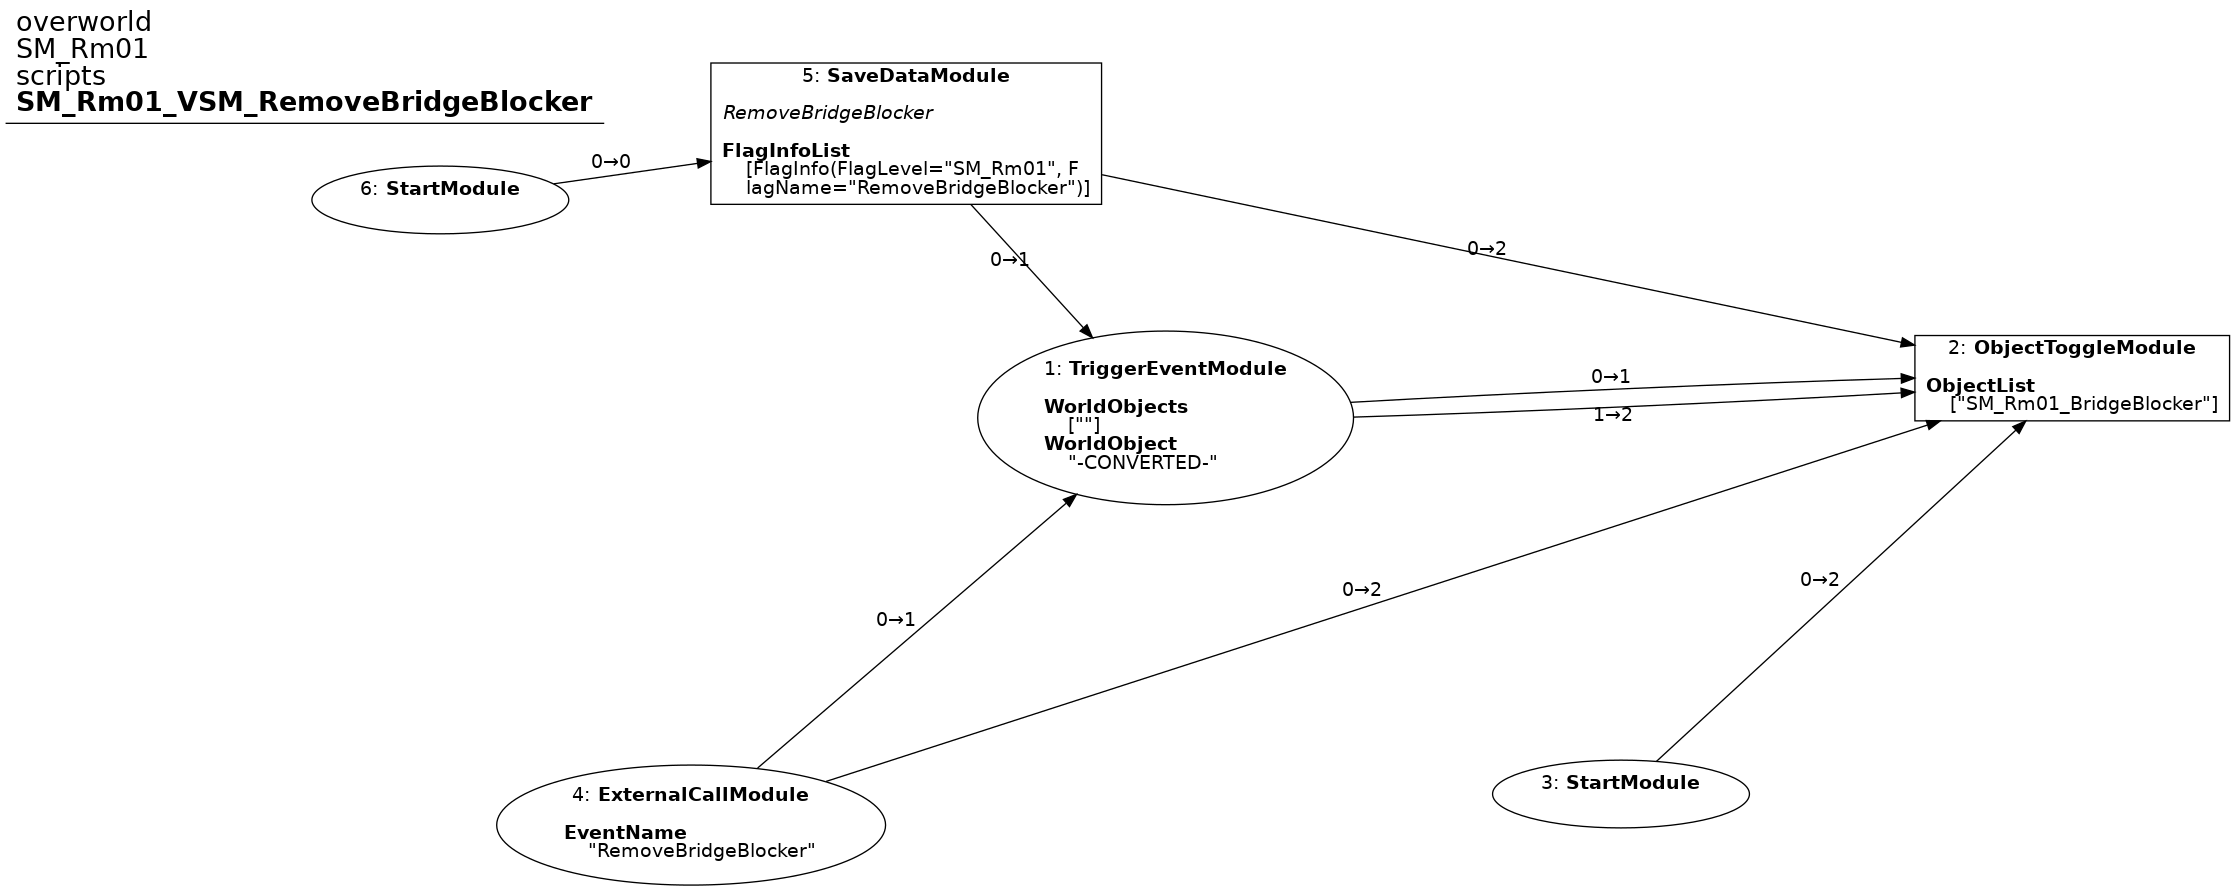 overworld
SM_Rm01
scripts
SM_Rm01_VSM_RemoveBridgeBlocker
5: SaveDataModule
RemoveBridgeBlocker
FlagInfoList
[FlagInfo(FlagLevel="SM_Rm01", F
lagName="RemoveBridgeBlocker")]
0→0
6: StartModule
0→1
0→2
1: TriggerEventModule
WorldObjects
[""]
WorldObject
"-CONVERTED-"
0→1
1→2
2: ObjectToggleModule
ObjectList
["SM_Rm01_BridgeBlocker"]
0→1
0→2
0→2
4: ExternalCallModule
EventName
"RemoveBridgeBlocker"
3: StartModule